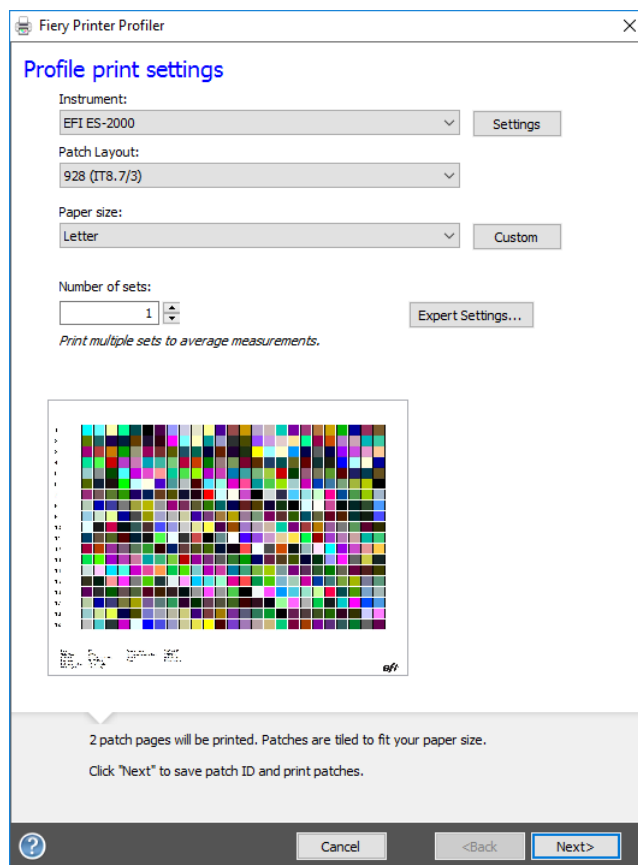 Fiery Printer Profiler
Profile print settings
Instrument:
EFI ES-2000
Settings
Patch Layout:
928 (IT8.7/3)
Paper size:
Letter
Custom
Number of sets:
1
Expert Settings...
Print multiple sets to average measurements.
efi
2 patch pages will be printed. Patches are tiled to fit your paper size.
Click "Next" to save patch ID and print patches.
?
Cancel
<Back
Next>